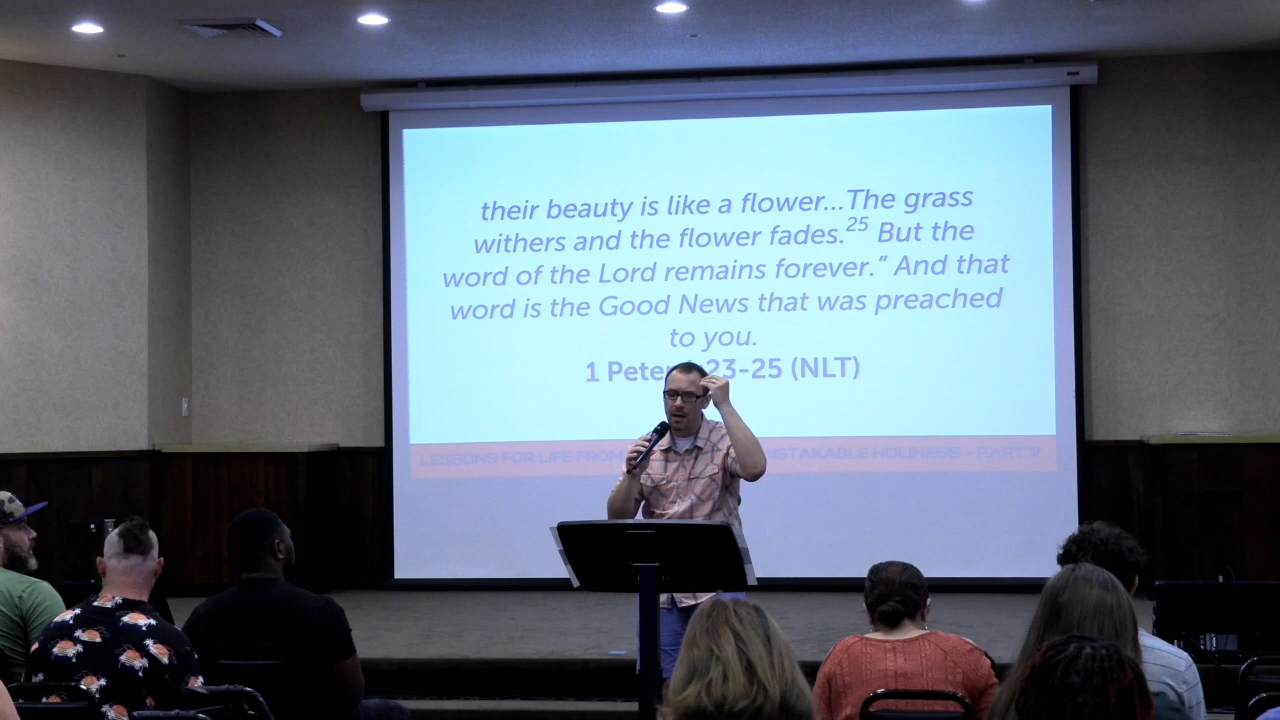 their beauty is like a flower...The grass
withers and the flower fades.25 But the
word of the Lord remains forever.” And that
word is the Good News that was preached
to you.
1 Peter 23-25 (NLT)
LESSONS FOR LIFE FROM HOLINESS - PART 2